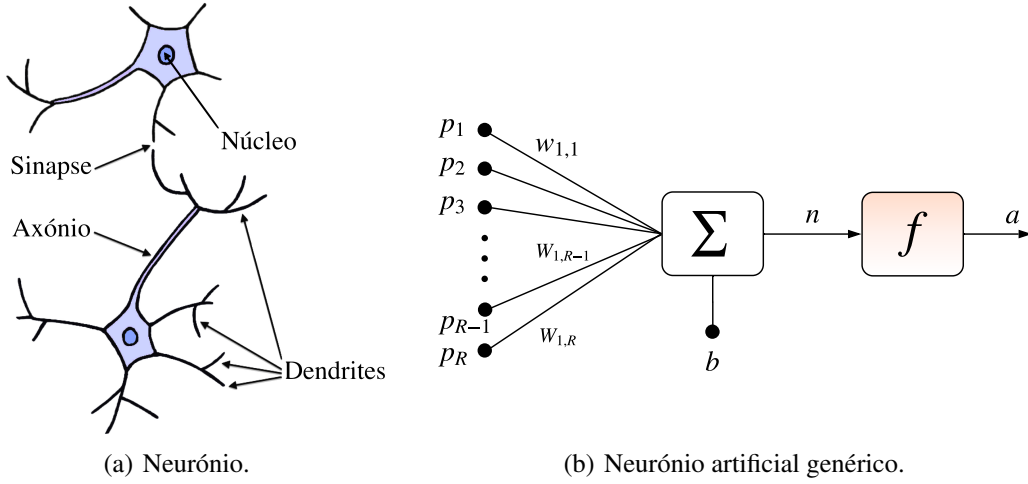 Núcleo
Sinapse
Axónio
Dendrites
(a) Neurónio.
p1
p2
p3
pR−1
pR
w1,1
W1,R−1
W1,R
Σ
b
n
f
a
(b) Neurónio artificial genérico.